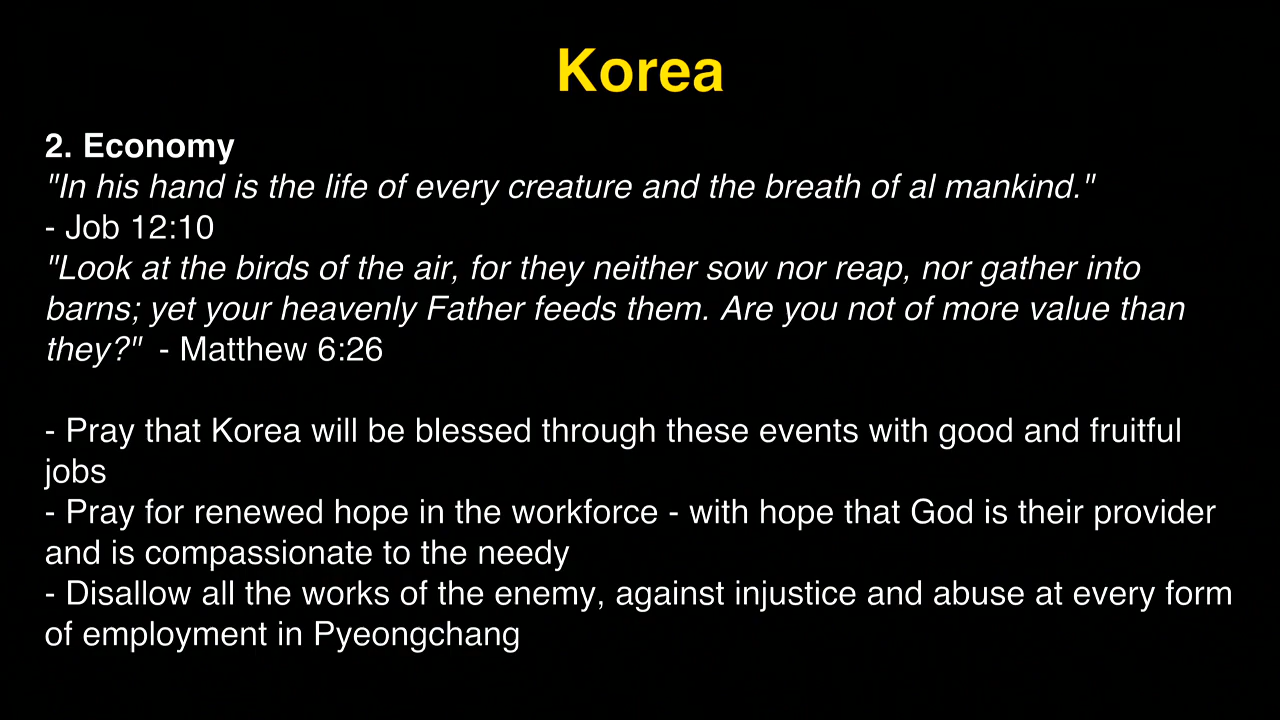 Korea
2. Economy
"In his hand is the life of every creature and the breath of al mankind."
- Job 12:10
"Look at the birds of the air, for they neither sow nor reap, nor gather into
barns; yet your heavenly Father feeds them. Are you not of more value than
they?"  - Matthew 6:26
- Pray that Korea will be blessed through these events with good and fruitful
jobs
- Pray for renewed hope in the workforce - with hope that God is their provider
and is compassionate to the needy
- Disallow all the works of the enemy, against injustice and abuse at every form
of employment in Pyeongchang